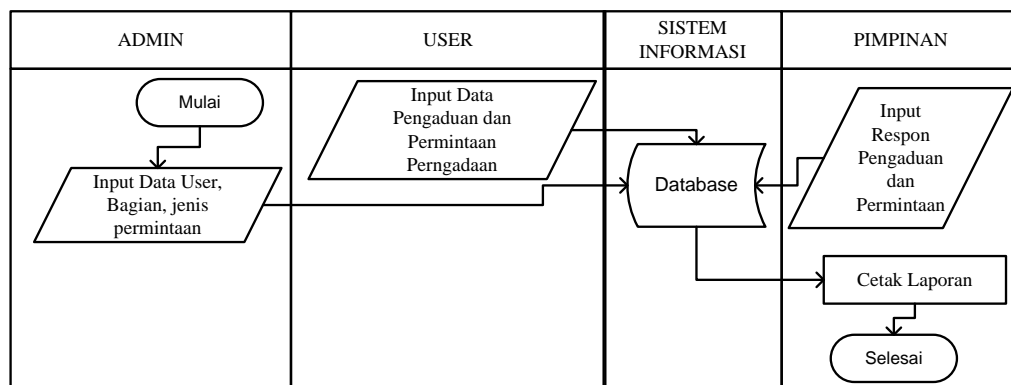 ADMIN
USER
SISTEM
INFORMASI
PIMPINAN
Mulai
Input Data User,
Bagian, jenis
permintaan
Input Data
Pengaduan dan
Permintaan
Perngadaan
Database
Input
Respon
Pengaduan
dan
Permintaan
Cetak Laporan
Selesai